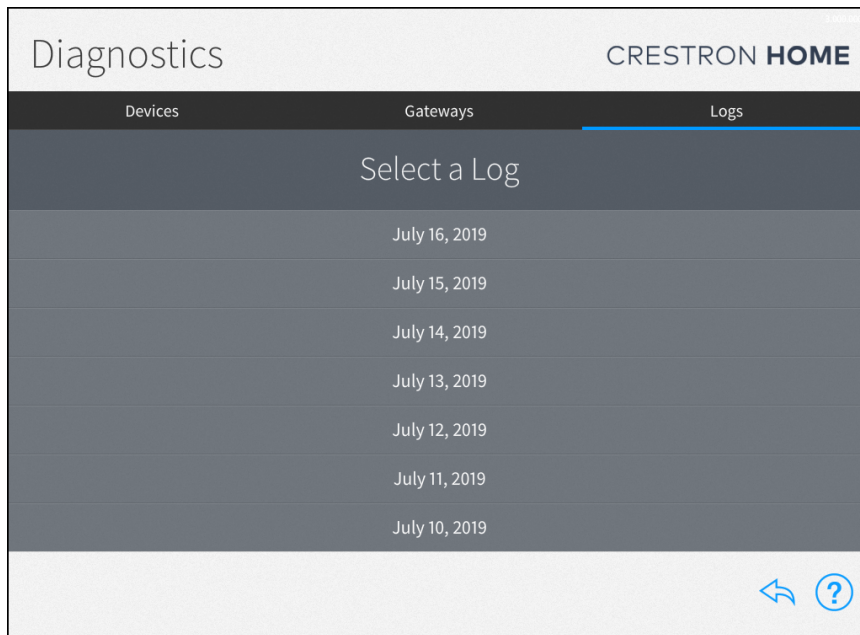 Diagnostics
CRESTRON HOME
Devices Gateways Logs
Select a Log
July 16, 2019
July 15, 2019
July 14, 2019
July 13, 2019
July 12, 2019
July 11, 2019
July 10, 2019
?